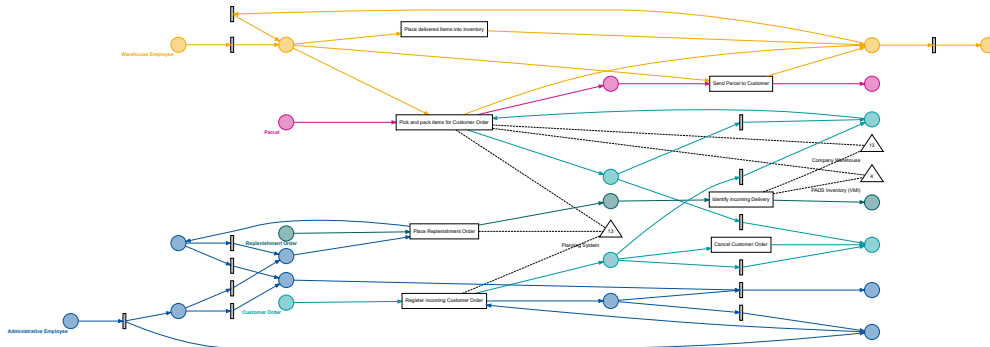 Place delivered Items into Inventory
Warehouse Employee
Send Parcel to Customer
Pick and pack items for Customer Order
Parcel
13
Company Warehouse
4
PADS Inventory (VMI)
Identify incoming Delivery
Place Replenishment Order
13
Replenishment Order
Planning System
Cancel Customer Order
Register incoming Customer Order
Customer Order
Administrative Employee